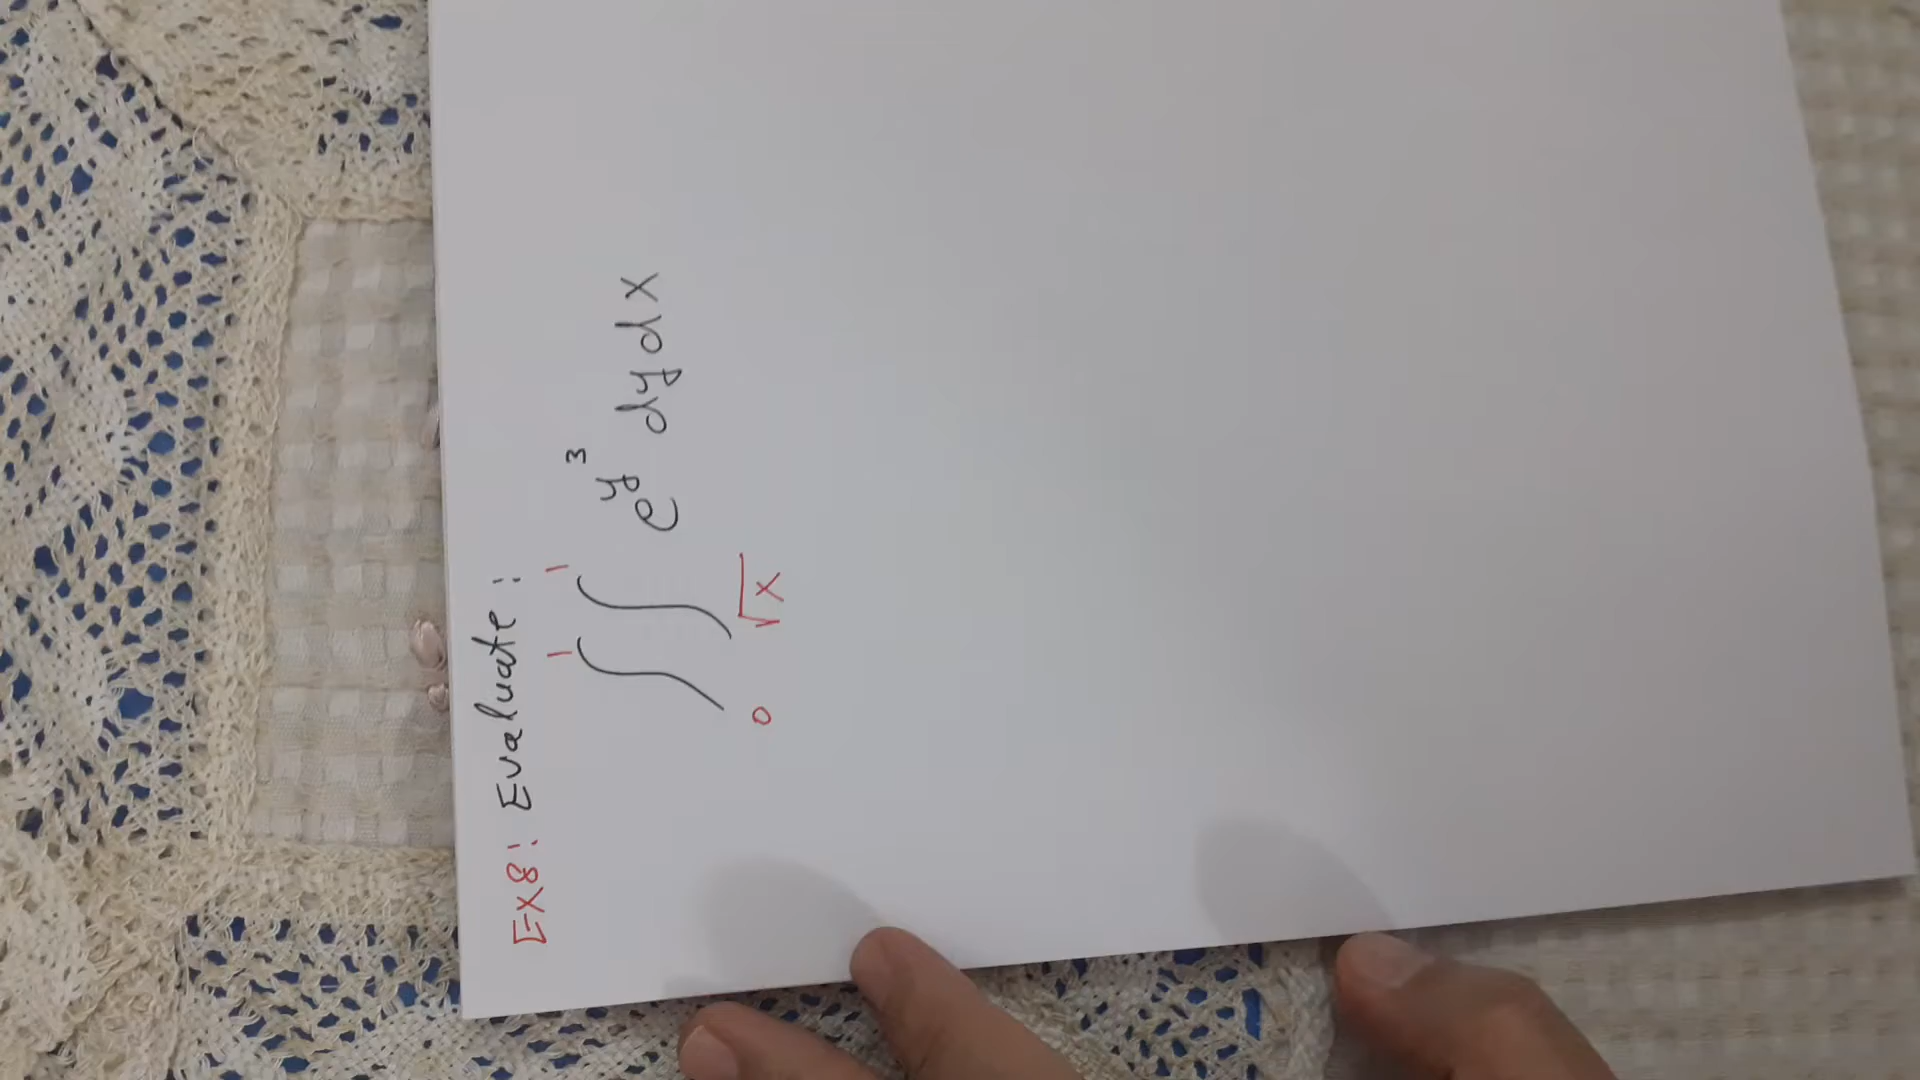 EX8: Evaluate:
∫₀¹ ∫_√x¹ e^y³ dy dx